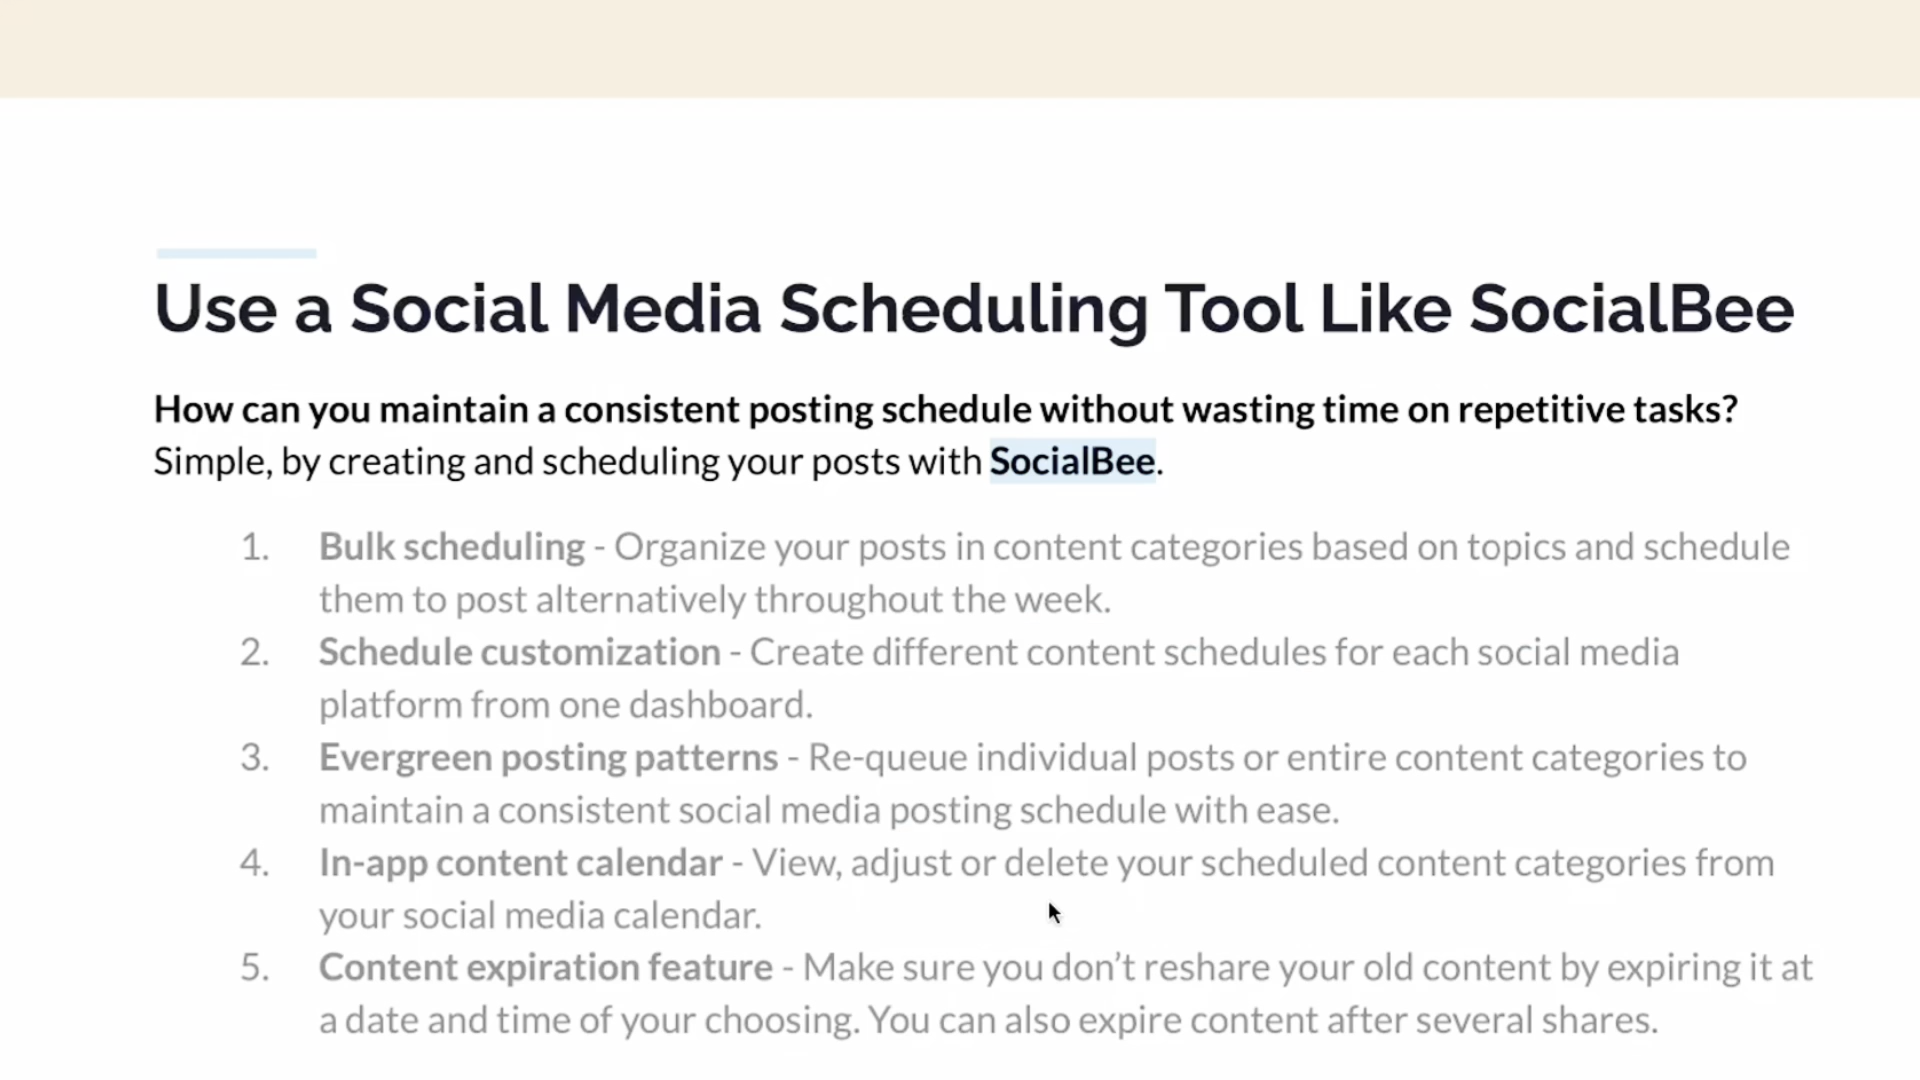 Use a Social Media Scheduling Tool Like SocialBee
How can you maintain a consistent posting schedule without wasting time on repetitive tasks?
Simple, by creating and scheduling your posts with SocialBee.
1. Bulk scheduling - Organize your posts in content categories based on topics and schedule
them to post alternatively throughout the week.
2. Schedule customization - Create different content schedules for each social media
platform from one dashboard.
3. Evergreen posting patterns - Re-queue individual posts or entire content categories to
maintain a consistent social media posting schedule with ease.
4. In-app content calendar - View, adjust or delete your scheduled content categories from
your social media calendar.
5. Content expiration feature - Make sure you don’t reshare your old content by expiring it at
a date and time of your choosing. You can also expire content after several shares.